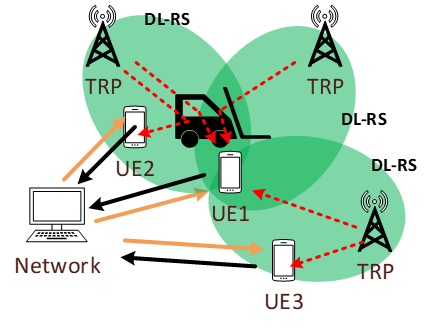 DL-RS
TRP
TRP
DL-RS
UE2
DL-RS
UE1
Network
TRP
UE3